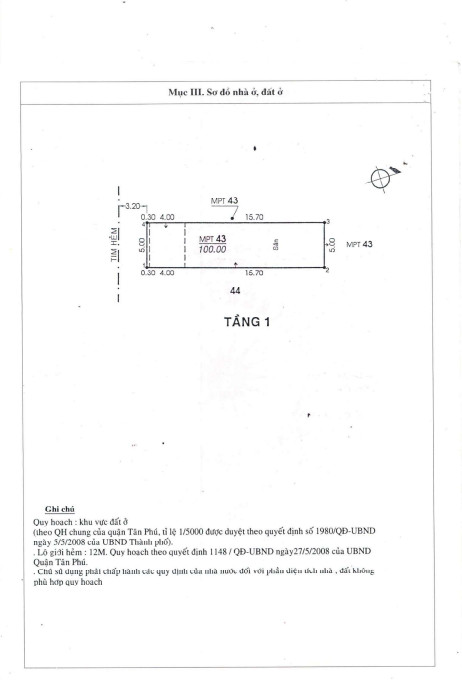 Mục III. Sơ đồ nhà ở, đất ở
MPT 43
3.20
0.30 4.00 15.70
4 3
TIM HẺM
5.00
MPT 43
100.00
Sân
5.00
MPT 43
1 2
0.30 4.00 15.70
44
TẦNG 1
Ghi chú
Quy hoạch : khu vực đất ở
(theo QH chung của quận Tân Phú, tỉ lệ 1/5000 được duyệt theo quyết định số 1980/QĐ-UBND
ngày 5/5/2008 của UBND Thành phố).
. Lộ giới hẻm : 12M. Quy hoạch theo quyết định 1148 / QĐ-UBND ngày27/5/2008 của UBND
Quận Tân Phú.
. Chủ sử dụng phải chấp hành các quy định của nhà nước đối với phần diện tích nhà , đất không
phù hợp quy hoạch